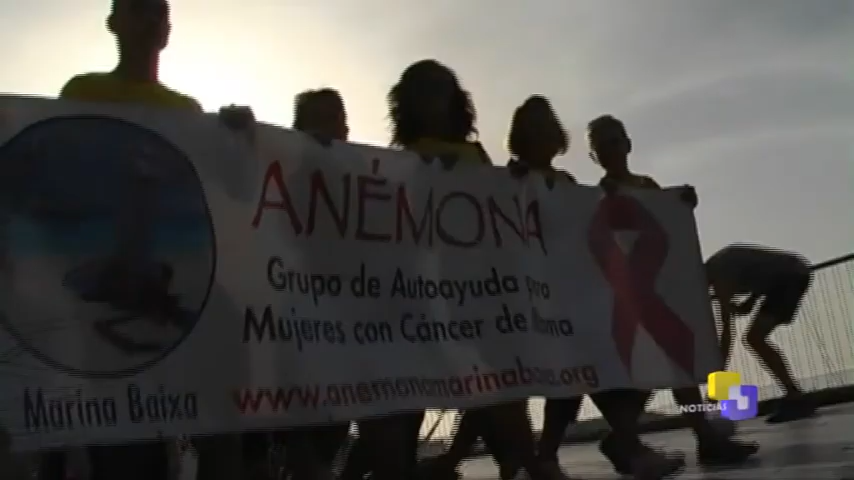 ANÉMONA
Grupo de Autoayuda para
Mujeres con Cáncer de Mama
Marina Baixa
www.anemonamarinabaixa.org
NOTICIAS